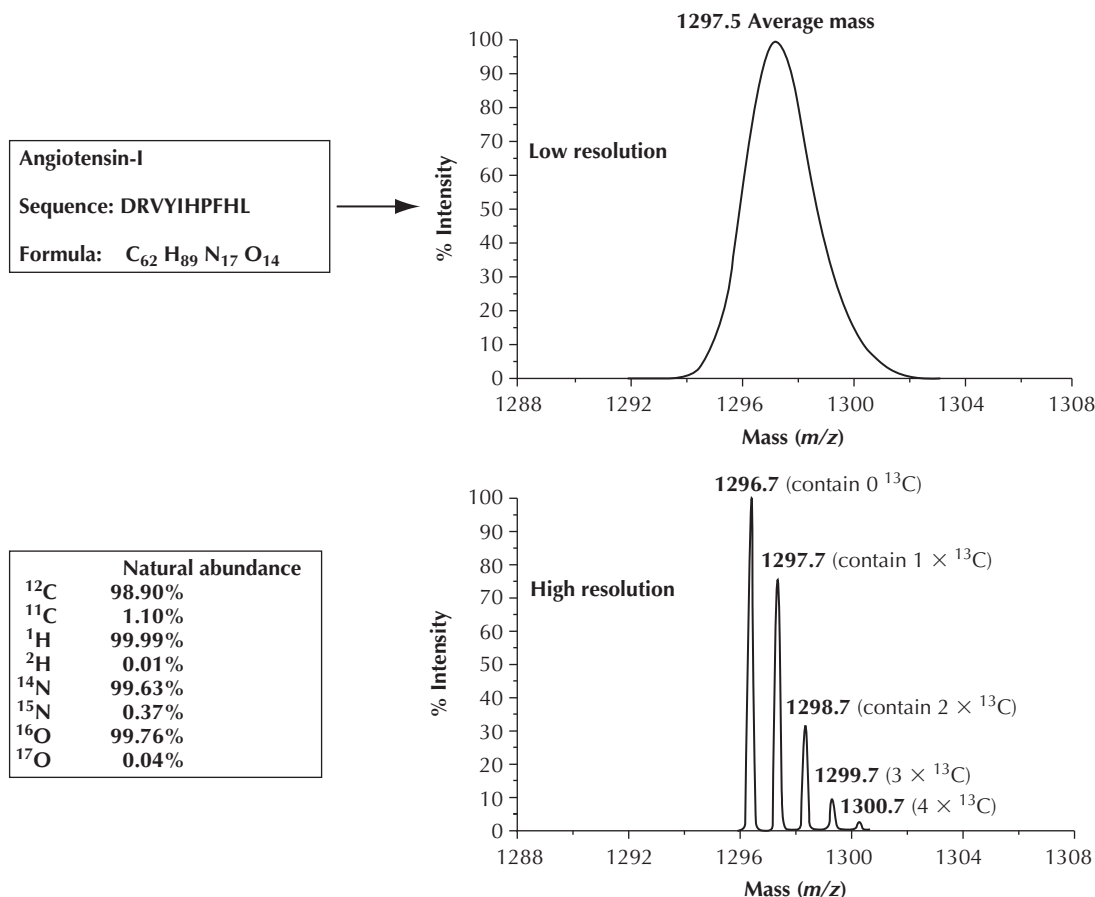 1297.5 Average mass
100
90
80
70
60
50
40
30
20
10
0
% Intensity
Low resolution
1288
1292
1296
1300
1304
1308
Mass (m/z)
Angiotensin-I
Sequence: DRVYIHPFHL
Formula: C₆₂ H₈₉ N₁₇ O₁₄
Natural abundance
¹²C 98.90%
¹¹C 1.10%
¹H 99.99%
²H 0.01%
¹⁴N 99.63%
¹⁵N 0.37%
¹⁶O 99.76%
¹⁷O 0.04%
1296.7 (contain 0 ¹³C)
1297.7 (contain 1 × ¹³C)
High resolution
1298.7 (contain 2 × ¹³C)
1299.7 (3 × ¹³C)
1300.7 (4 × ¹³C)
100
90
80
70
60
50
40
30
20
10
0
% Intensity
1288
1292
1296
1300
1304
1308
Mass (m/z)